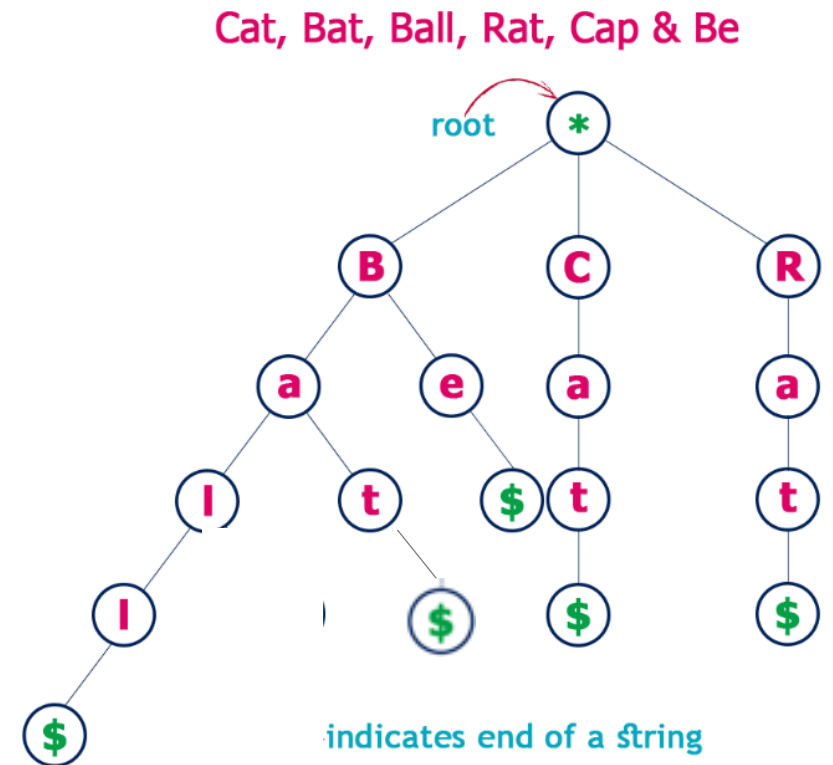 Cat, Bat, Ball, Rat, Cap & Be
root *
B C R
a e a a
l t $ t t
l $ $ $
$
indicates end of a string